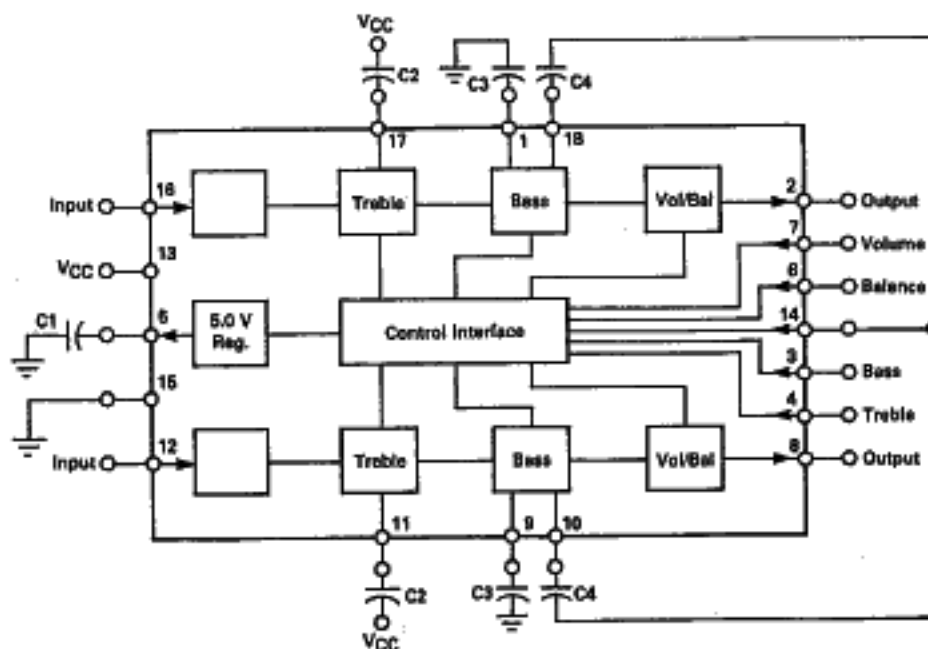 VCC
C2
C3
C4
17
1
18
16
Input
Treble
Bass
Vol/Bal
2
Output
7
Volume
13
VCC
6
Balance
C1
5
5.0 V
Reg.
Control Interface
14
15
3
Bass
4
Treble
12
Input
Treble
Bass
Vol/Bal
8
Output
11
9
10
C2
C3
C4
VCC